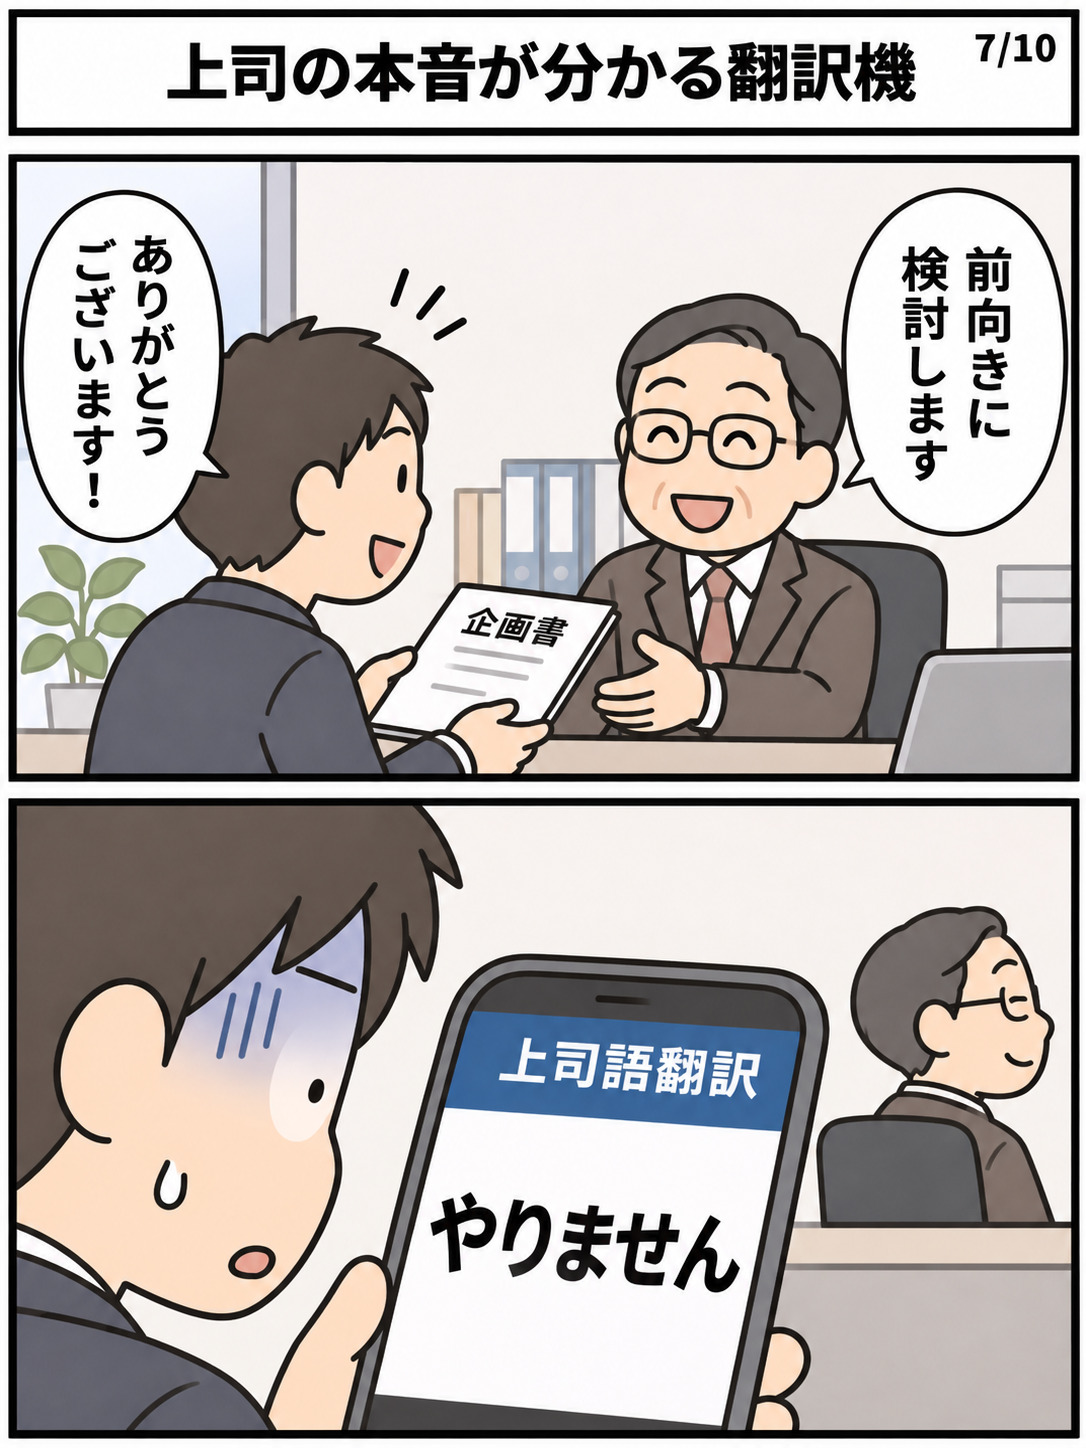 上司の本音が分かる翻訳機
7/10
前向きに
検討します
ありがとう
ございます！
企画書
上司語翻訳
やりません